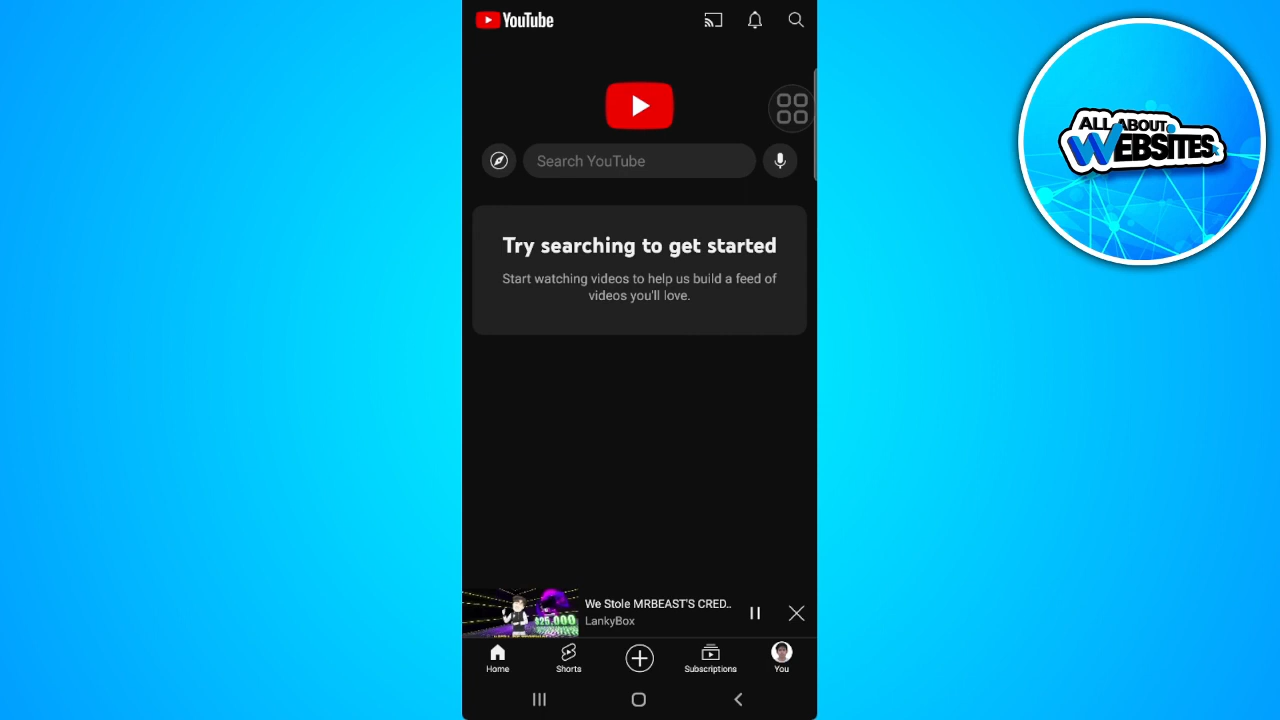 YouTube
ALL ABOUT
WEBSITES
Search YouTube
Try searching to get started
Start watching videos to help us build a feed of
videos you'll love.
$25,000
We Stole MRBEAST'S CRED..
LankyBox
Home
Shorts
Subscriptions
You